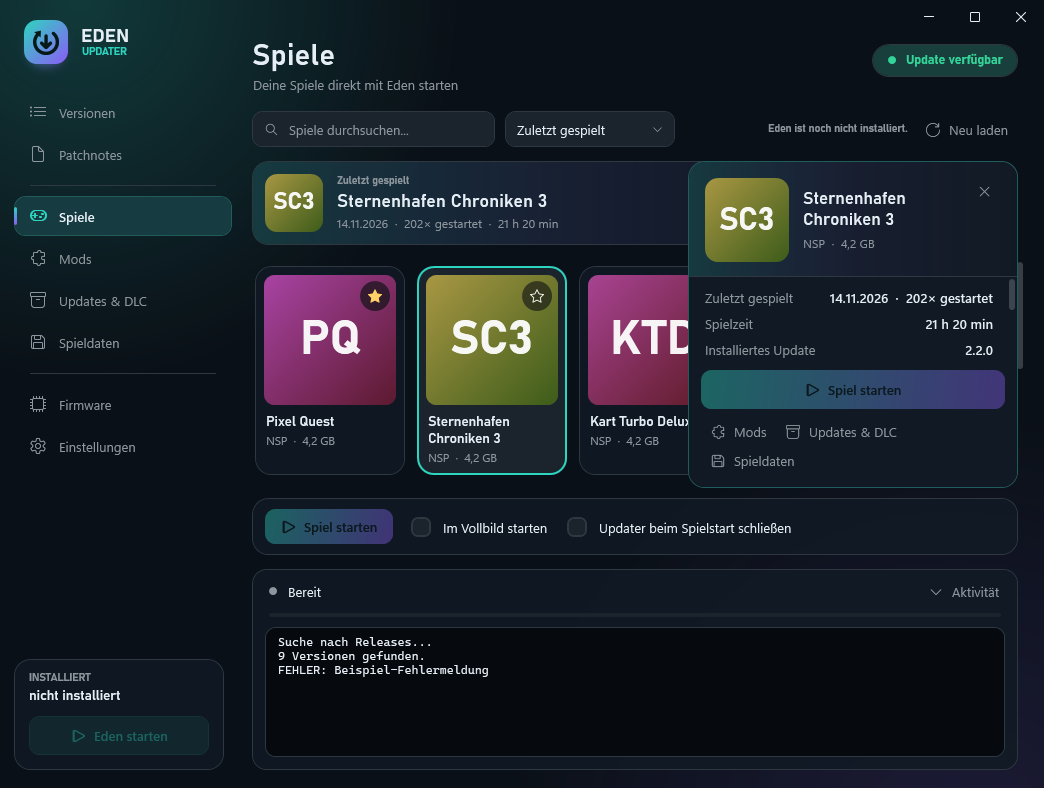 EDEN
UPDATER
Versionen
Patchnotes
Spiele
Mods
Updates & DLC
Spieldaten
Firmware
Einstellungen
INSTALLIERT
nicht installiert
Eden starten
Spiele
Deine Spiele direkt mit Eden starten
Update verfügbar
Spiele durchsuchen...
Zuletzt gespielt
Eden ist noch nicht installiert.
Neu laden
SC3
Zuletzt gespielt
Sternenhafen Chroniken 3
14.11.2026 · 202× gestartet · 21 h 20 min
PQ
Pixel Quest
NSP · 4,2 GB
SC3
Sternenhafen
Chroniken 3
NSP · 4,2 GB
KTD
Kart Turbo Delux
NSP · 4,2 GB
SC3
Sternenhafen
Chroniken 3
NSP · 4,2 GB
Zuletzt gespielt 14.11.2026 · 202× gestartet
Spielzeit 21 h 20 min
Installiertes Update 2.2.0
Spiel starten
Mods Updates & DLC
Spieldaten
Spiel starten
Im Vollbild starten
Updater beim Spielstart schließen
Bereit
Aktivität
Suche nach Releases...
9 Versionen gefunden.
FEHLER: Beispiel-Fehlermeldung